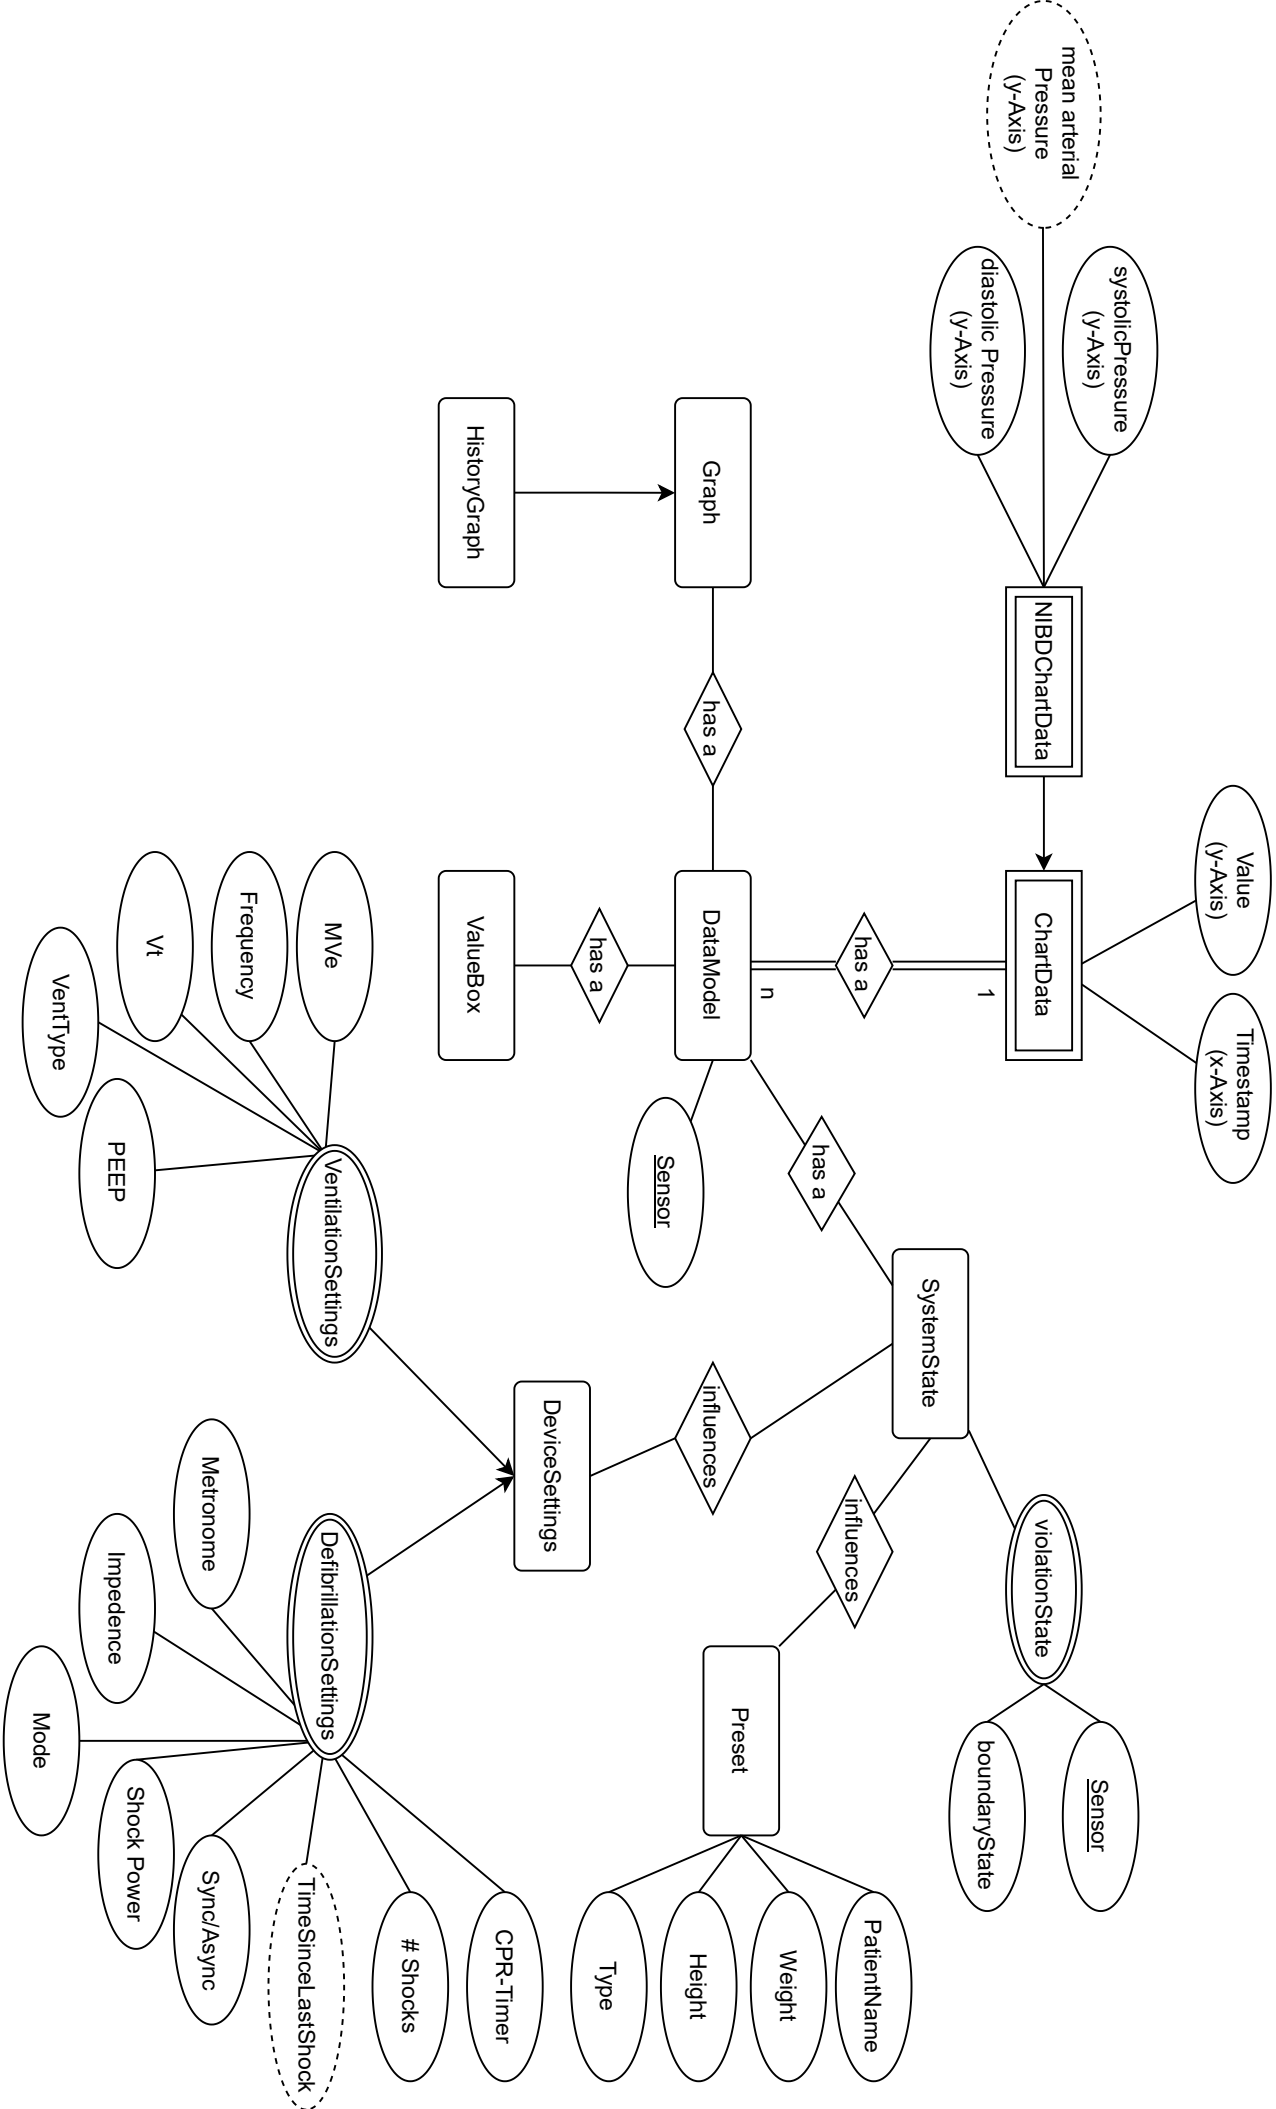 mean arterial
Pressure
(y-Axis)
systolicPressure
(y-Axis)
diastolic Pressure
(y-Axis)
NIBDChartData
Value
(y-Axis)
Timestamp
(x-Axis)
ChartData
has a
1
n
HistoryGraph
Graph
has a
DataModel
has a
ValueBox
Sensor
has a
SystemState
violationState
Sensor
boundaryState
influences
influences
Preset
PatientName
Weight
Height
Type
DeviceSettings
MVe
Frequency
Vt
VentType
PEEP
VentilationSettings
DefibrillationSettings
Metronome
Impedence
Mode
Shock Power
Sync/Async
TimeSinceLastShock
# Shocks
CPR-Timer